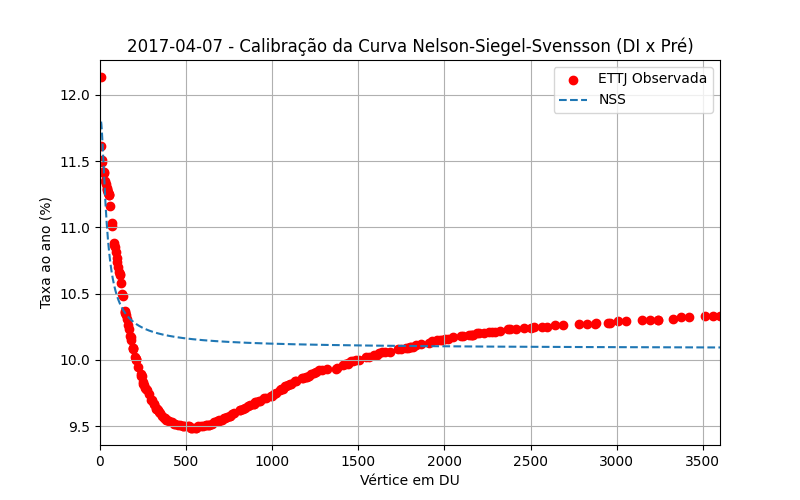 2017-04-07 - Calibração da Curva Nelson-Siegel-Svensson (DI x Pré)
ETTJ Observada
NSS
Taxa ao ano (%)
12.0
11.5
11.0
10.5
10.0
9.5
0 500 1000 1500 2000 2500 3000 3500
Vértice em DU